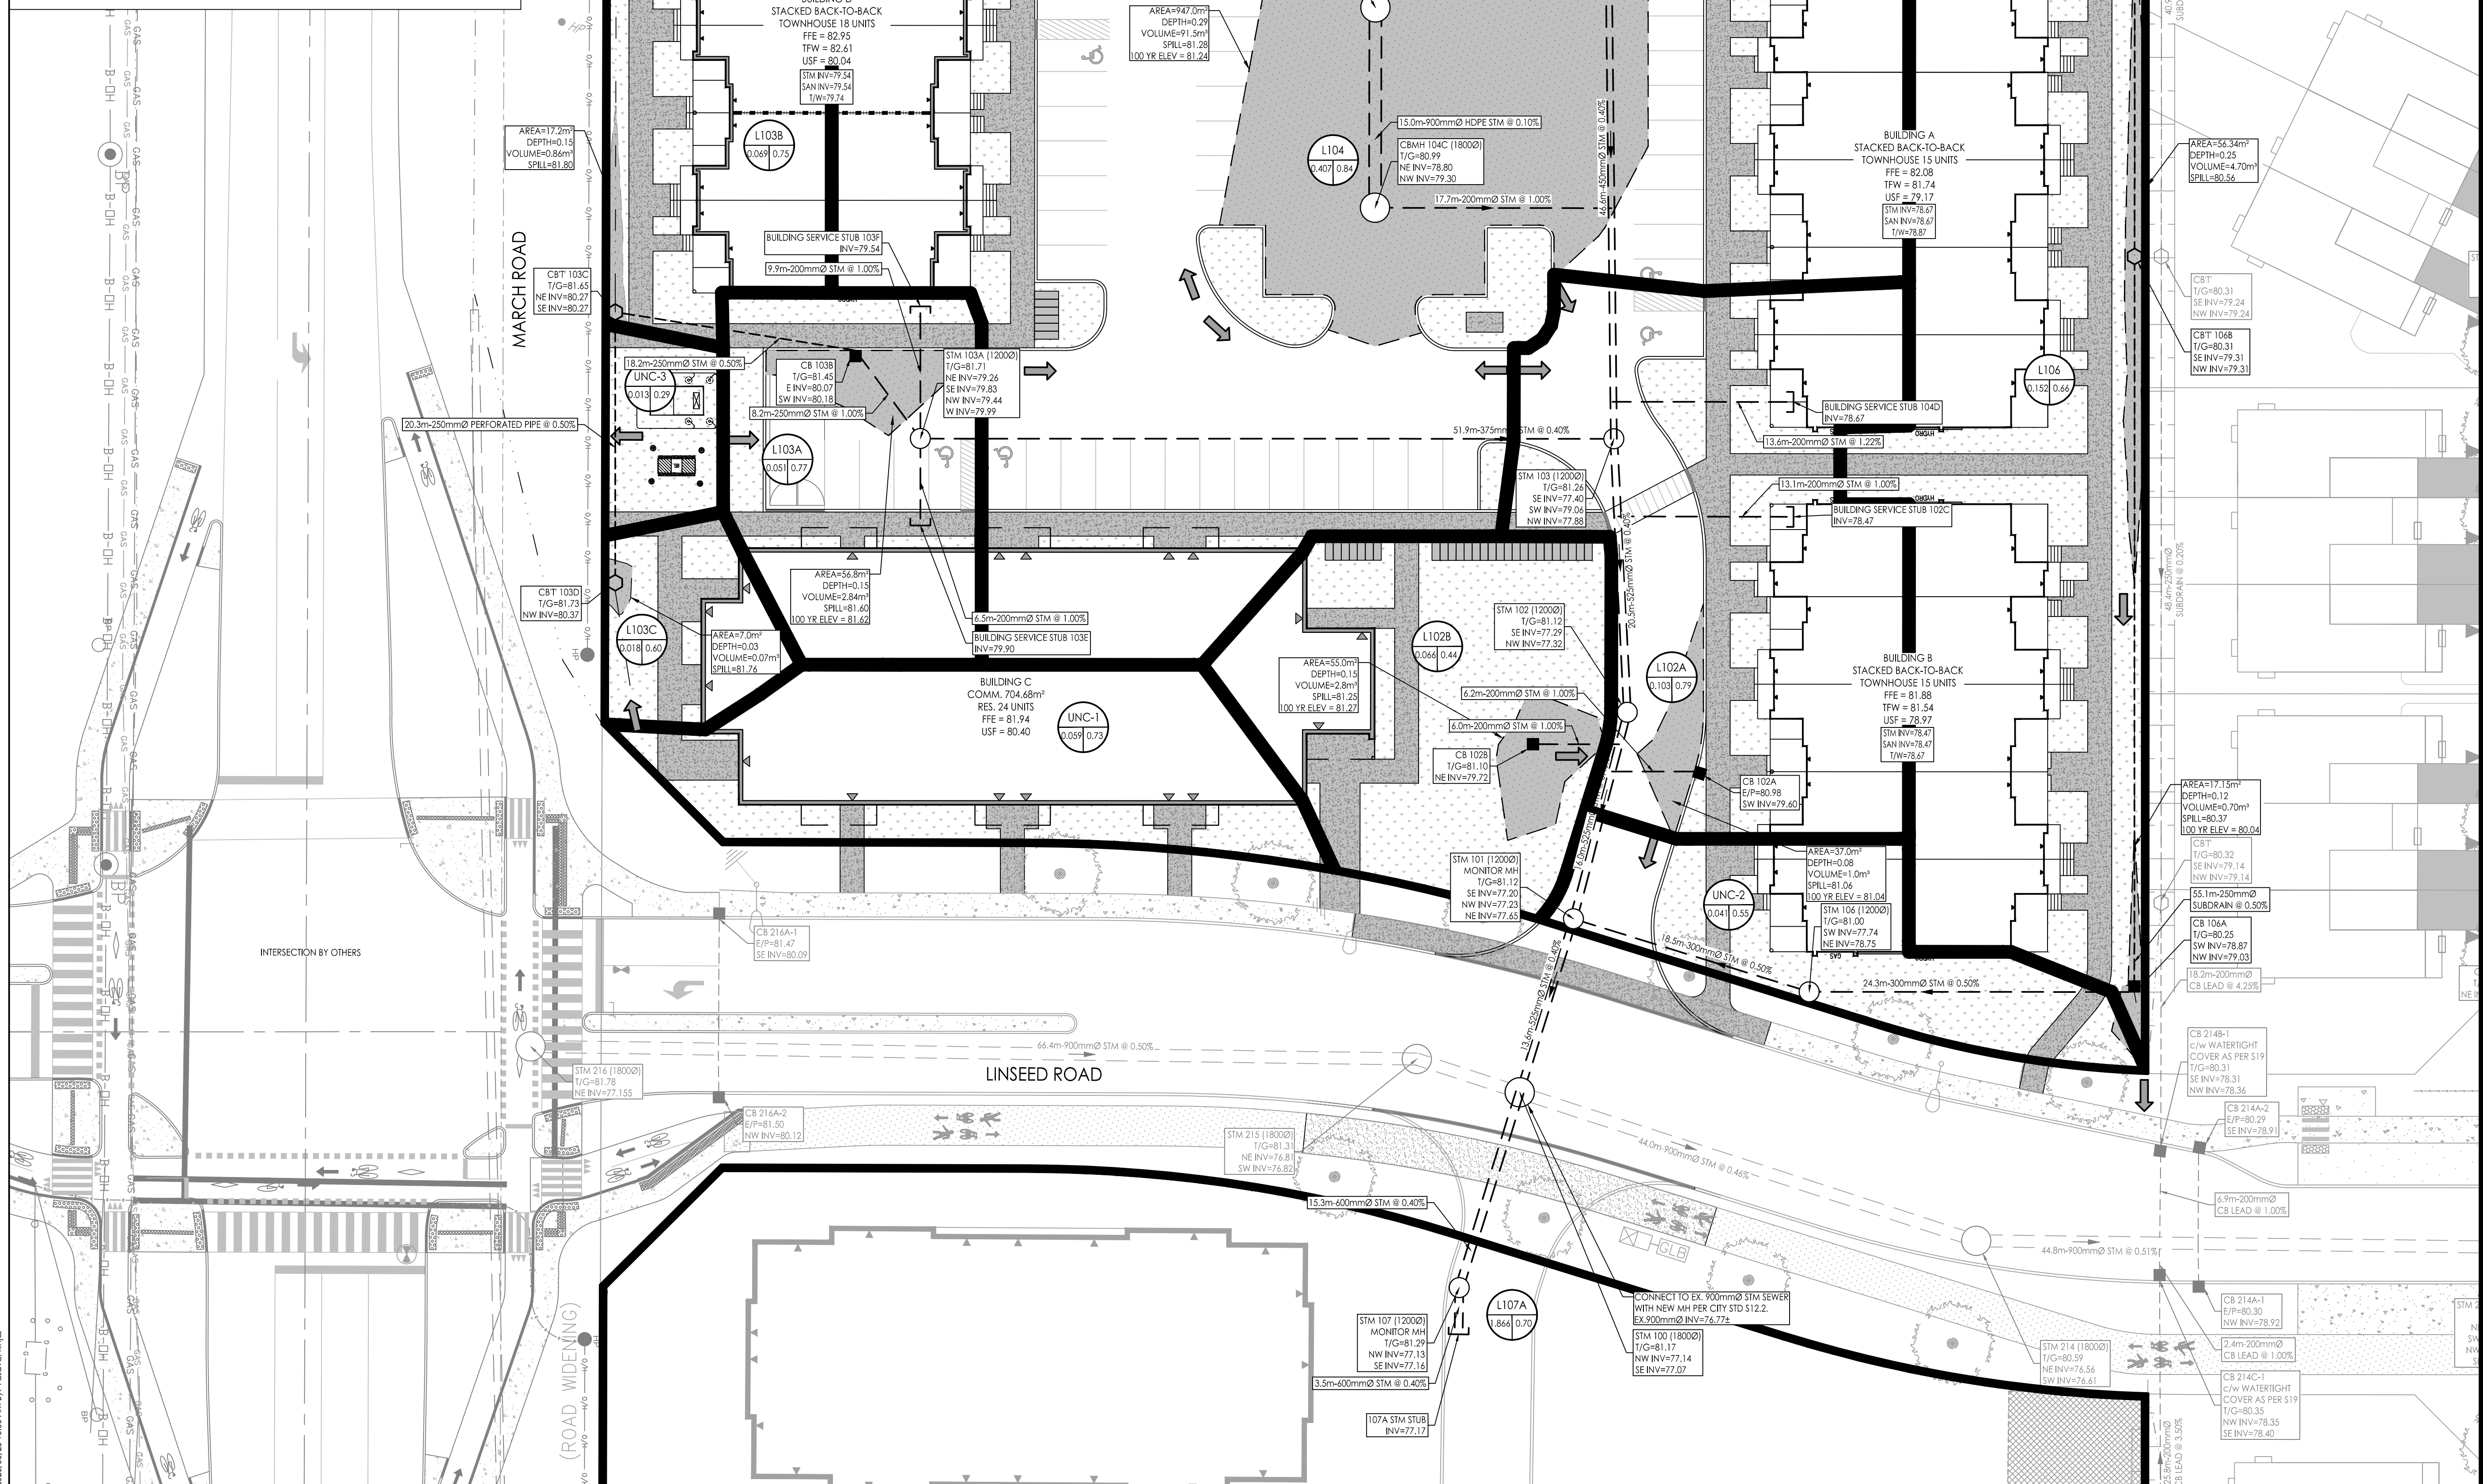 BUILDING D
STACKED BACK-TO-BACK
TOWNHOUSE 18 UNITS
FFE = 82.95
TFW = 82.61
USF = 80.04
STM INV=79.54
SAN INV=79.54
T/W=79.74
L103B
0.069 0.75
AREA=17.2m²
DEPTH=0.15
VOLUME=0.86m³
SPILL=81.80
AREA=947.0m²
DEPTH=0.29
VOLUME=91.5m³
SPILL=81.28
100 YR ELEV = 81.24
L104
0.407 0.84
15.0m-900mmØ HDPE STM @ 0.10%
CBMH 104C (1800Ø)
T/G=80.99
NE INV=78.80
NW INV=79.30
17.7m-200mmØ STM @ 1.00%
46.6m-450mmØ STM @ 0.40%
BUILDING A
STACKED BACK-TO-BACK
TOWNHOUSE 15 UNITS
FFE = 82.08
TFW = 81.74
USF = 79.17
STM INV=78.67
SAN INV=78.67
T/W=78.87
AREA=56.34m²
DEPTH=0.25
VOLUME=4.70m³
SPILL=80.56
CB'T'
T/G=80.31
SE INV=79.24
NW INV=79.24
CB'T' 106B
T/G=80.31
SE INV=79.31
NW INV=79.31
MARCH ROAD
CB'T' 103C
T/G=81.65
NE INV=80.27
SE INV=80.27
BUILDING SERVICE STUB 103F
INV=79.54
9.9m-200mmØ STM @ 1.00%
18.2m-250mmØ STM @ 0.50%
UNC-3
0.013 0.29
CB 103B
T/G=81.45
E INV=80.07
SW INV=80.18
8.2m-250mmØ STM @ 1.00%
STM 103A (1200Ø)
T/G=81.71
NE INV=79.26
SE INV=79.83
NW INV=79.44
W INV=79.99
20.3m-250mmØ PERFORATED PIPE @ 0.50%
L103A
0.051 0.77
51.9m-375mmØ STM @ 0.40%
L106
0.152 0.66
BUILDING SERVICE STUB 104D
INV=78.67
13.6m-200mmØ STM @ 1.22%
HYDRO
STM 103 (1200Ø)
T/G=81.26
SE INV=77.40
SW INV=79.06
NW INV=77.88
13.1m-200mmØ STM @ 1.00%
HYDRO
BUILDING SERVICE STUB 102C
INV=78.47
48.4m-250mmØ
SUBDRAIN @ 0.20%
CB'T' 103D
T/G=81.73
NW INV=80.37
L103C
0.018 0.60
AREA=7.0m²
DEPTH=0.03
VOLUME=0.07m³
SPILL=81.76
AREA=56.8m²
DEPTH=0.15
VOLUME=2.84m³
SPILL=81.60
100 YR ELEV = 81.62
6.5m-200mmØ STM @ 1.00%
BUILDING SERVICE STUB 103E
INV=79.90
20.5m-525mmØ STM @ 0.40%
STM 102 (1200Ø)
T/G=81.12
SE INV=77.29
NW INV=77.32
L102B
0.066 0.44
L102A
0.103 0.79
AREA=55.0m²
DEPTH=0.15
VOLUME=2.8m³
SPILL=81.25
100 YR ELEV = 81.27
6.2m-200mmØ STM @ 1.00%
6.0m-200mmØ STM @ 1.00%
CB 102B
T/G=81.10
NE INV=79.72
CB 102A
E/P=80.98
SW INV=79.60
BUILDING C
COMM. 704.68m²
RES. 24 UNITS
FFE = 81.94
USF = 80.40
UNC-1
0.059 0.73
BUILDING B
STACKED BACK-TO-BACK
TOWNHOUSE 15 UNITS
FFE = 81.88
TFW = 81.54
USF = 78.97
STM INV=78.47
SAN INV=78.47
T/W=78.67
AREA=17.15m²
DEPTH=0.12
VOLUME=0.70m³
SPILL=80.37
100 YR ELEV = 80.04
CB'T'
T/G=80.32
SE INV=79.14
NW INV=79.14
55.1m-250mmØ
SUBDRAIN @ 0.50%
CB 106A
T/G=80.25
SW INV=78.87
NW INV=79.03
18.2m-200mmØ
CB LEAD @ 4.25%
16.0m-525mm
STM 101 (1200Ø)
MONITOR MH
T/G=81.12
SE INV=77.20
NW INV=77.23
NE INV=77.65
AREA=37.0m²
DEPTH=0.08
VOLUME=1.0m³
SPILL=81.06
100 YR ELEV = 81.04
UNC-2
0.041 0.55
STM 106 (1200Ø)
T/G=81.00
SW INV=77.74
NE INV=78.75
GAS
18.5m-300mmØ STM @ 0.50%
24.3m-300mmØ STM @ 0.50%
13.6m-525mmØ STM @ 0.40%
CB 216A-1
E/P=81.47
SE INV=80.09
INTERSECTION BY OTHERS
66.4m-900mmØ STM @ 0.50%
LINSEED ROAD
STM 216 (1800Ø)
T/G=81.78
NE INV=77.155
CB 216A-2
E/P=81.50
NW INV=80.12
STM 215 (1800Ø)
T/G=81.31
NE INV=76.81
SW INV=76.82
44.0m-900mmØ STM @ 0.46%
CB 214B-1
c/w WATERTIGHT
COVER AS PER S19
T/G=80.31
SE INV=78.31
NW INV=78.36
CB 214A-2
E/P=80.29
SE INV=78.91
6.9m-200mmØ
CB LEAD @ 1.00%
44.8m-900mmØ STM @ 0.51%
15.3m-600mmØ STM @ 0.40%
GLB
L107A
1.866 0.70
CONNECT TO EX. 900mmØ STM SEWER
WITH NEW MH PER CITY STD S12.2.
EX.900mmØ INV=76.77±
STM 100 (1800Ø)
T/G=81.17
NW INV=77.14
SE INV=77.07
STM 107 (1200Ø)
MONITOR MH
T/G=81.29
NW INV=77.13
SE INV=77.16
3.5m-600mmØ STM @ 0.40%
107A STM STUB
INV=77.17
(ROAD WIDENING)
STM 214 (1800Ø)
T/G=80.59
NE INV=76.56
SW INV=76.61
CB 214A-1
E/P=80.30
NW INV=78.92
2.4m-200mmØ
CB LEAD @ 1.00%
CB 214C-1
c/w WATERTIGHT
COVER AS PER S19
T/G=80.35
NW INV=78.35
SE INV=78.40
25.8m-200mmØ
CB LEAD @ 3.50%